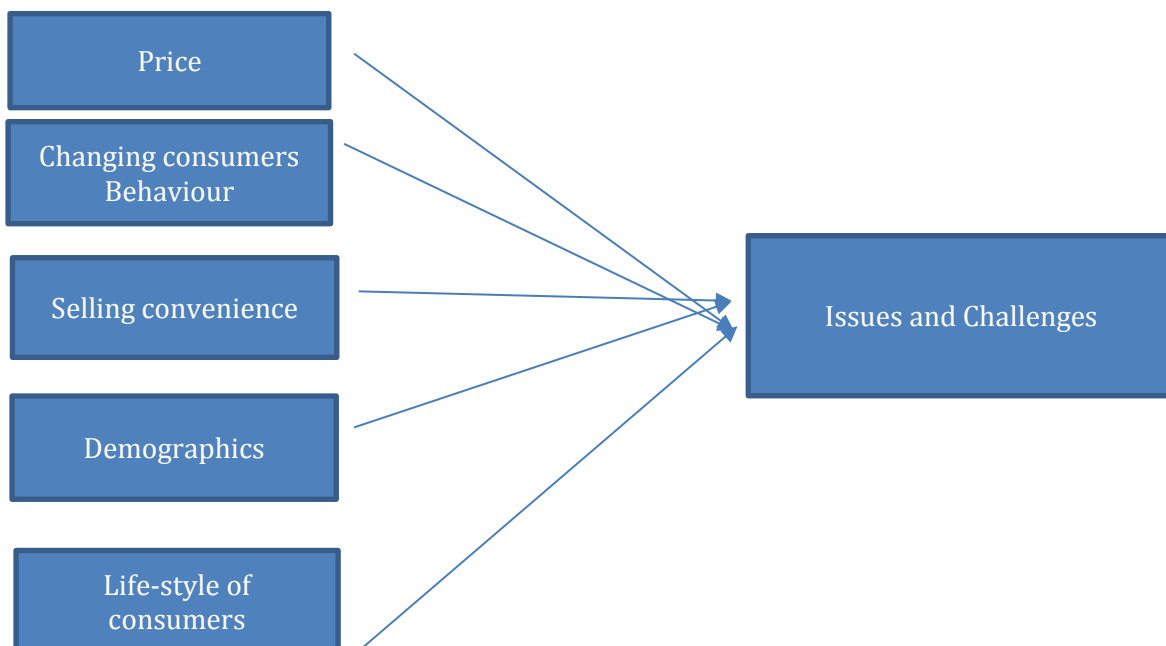 Price
Changing consumers
Behaviour
Selling convenience
Issues and Challenges
Demographics
Life-style of
consumers